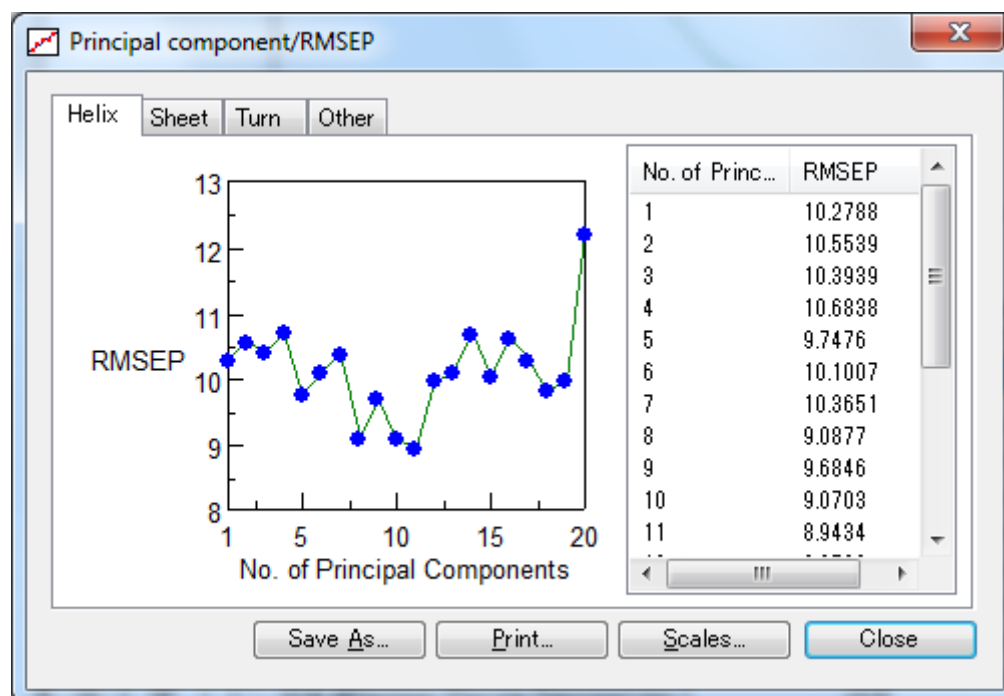 Principal component/RMSEP
Helix Sheet Turn Other
13
12
11
RMSEP
10
9
8
1 5 10 15 20
No. of Principal Components
No. of Princ... RMSEP
1 10.2788
2 10.5539
3 10.3939
4 10.6838
5 9.7476
6 10.1007
7 10.3651
8 9.0877
9 9.6846
10 9.0703
11 8.9434
Save As... Print... Scales... Close